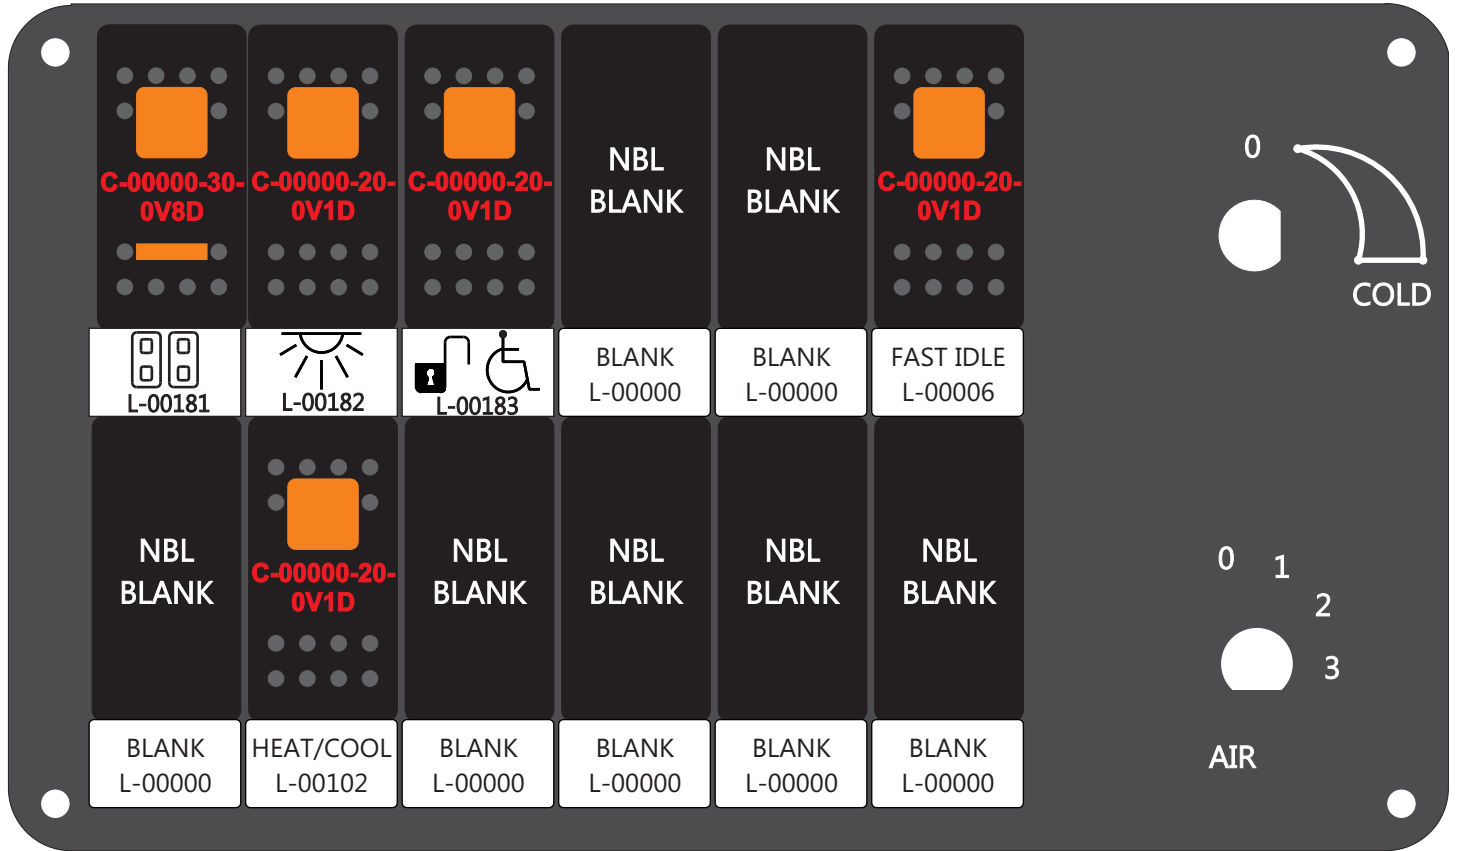 C-00000-30-
0V8D
C-00000-20-
0V1D
C-00000-20-
0V1D
NBL
BLANK
NBL
BLANK
C-00000-20-
0V1D
L-00181
L-00182
L-00183
BLANK
L-00000
BLANK
L-00000
FAST IDLE
L-00006
NBL
BLANK
C-00000-20-
0V1D
NBL
BLANK
NBL
BLANK
NBL
BLANK
NBL
BLANK
BLANK
L-00000
HEAT/COOL
L-00102
BLANK
L-00000
BLANK
L-00000
BLANK
L-00000
BLANK
L-00000
0
COLD
0
1
2
3
AIR